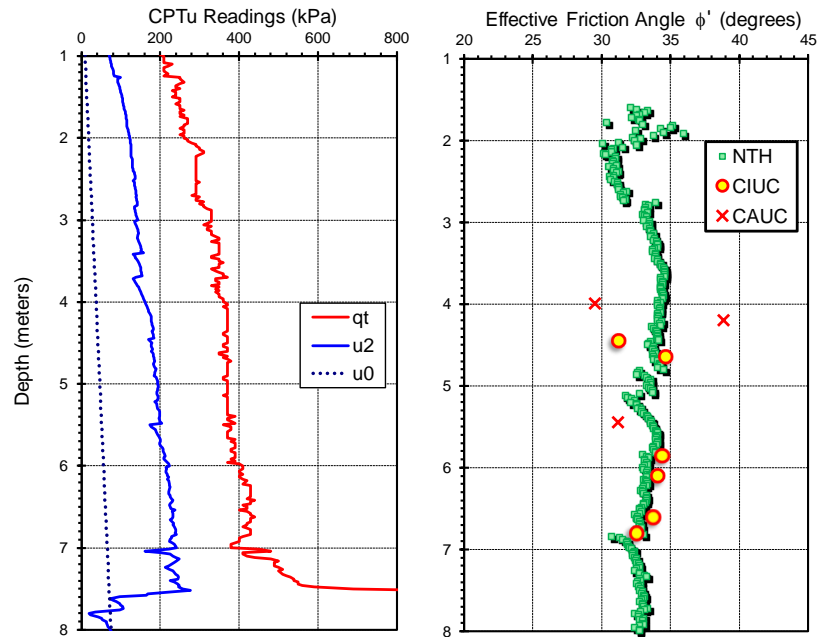 CPTu Readings (kPa)
0 200 400 600 800
1
2
3
4
5
6
7
8
Depth (meters)
qt
u2
u0
Effective Friction Angle ϕ' (degrees)
20 25 30 35 40 45
1
2
3
4
5
6
7
8
NTH
CIUC
CAUC